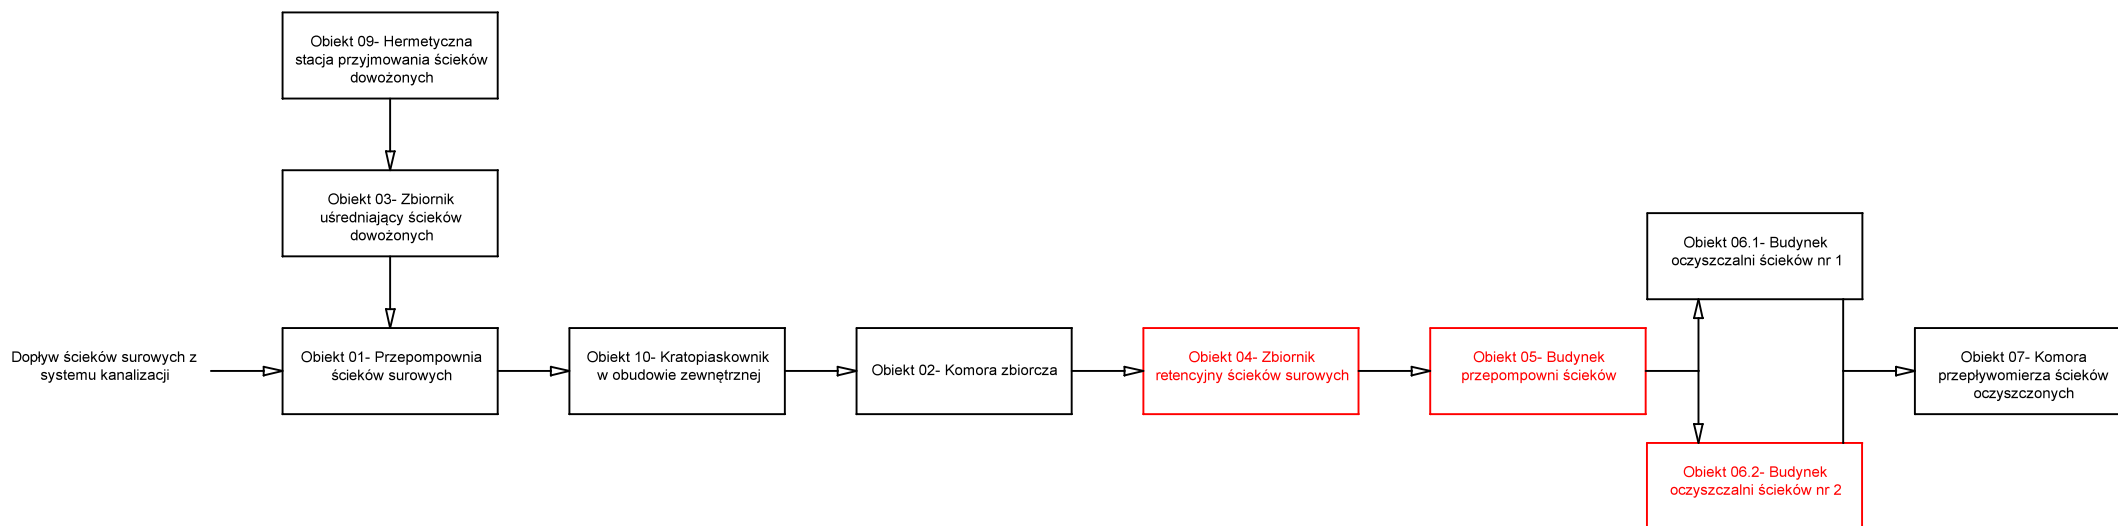 Obiekt 09- Hermetyczna
stacja przyjmowania ścieków
dowożonych
Obiekt 03- Zbiornik
uśredniający ścieków
dowożonych
Dopływ ścieków surowych z
systemu kanalizacji
Obiekt 01- Przepompownia
ścieków surowych
Obiekt 10- Kratopiaskownik
w obudowie zewnętrznej
Obiekt 02- Komora zbiorcza
Obiekt 04- Zbiornik
retencyjny ścieków surowych
Obiekt 05- Budynek
przepompowni ścieków
Obiekt 06.1- Budynek
oczyszczalni ścieków nr 1
Obiekt 06.2- Budynek
oczyszczalni ścieków nr 2
Obiekt 07- Komora
przepływomierza ścieków
oczyszczonych